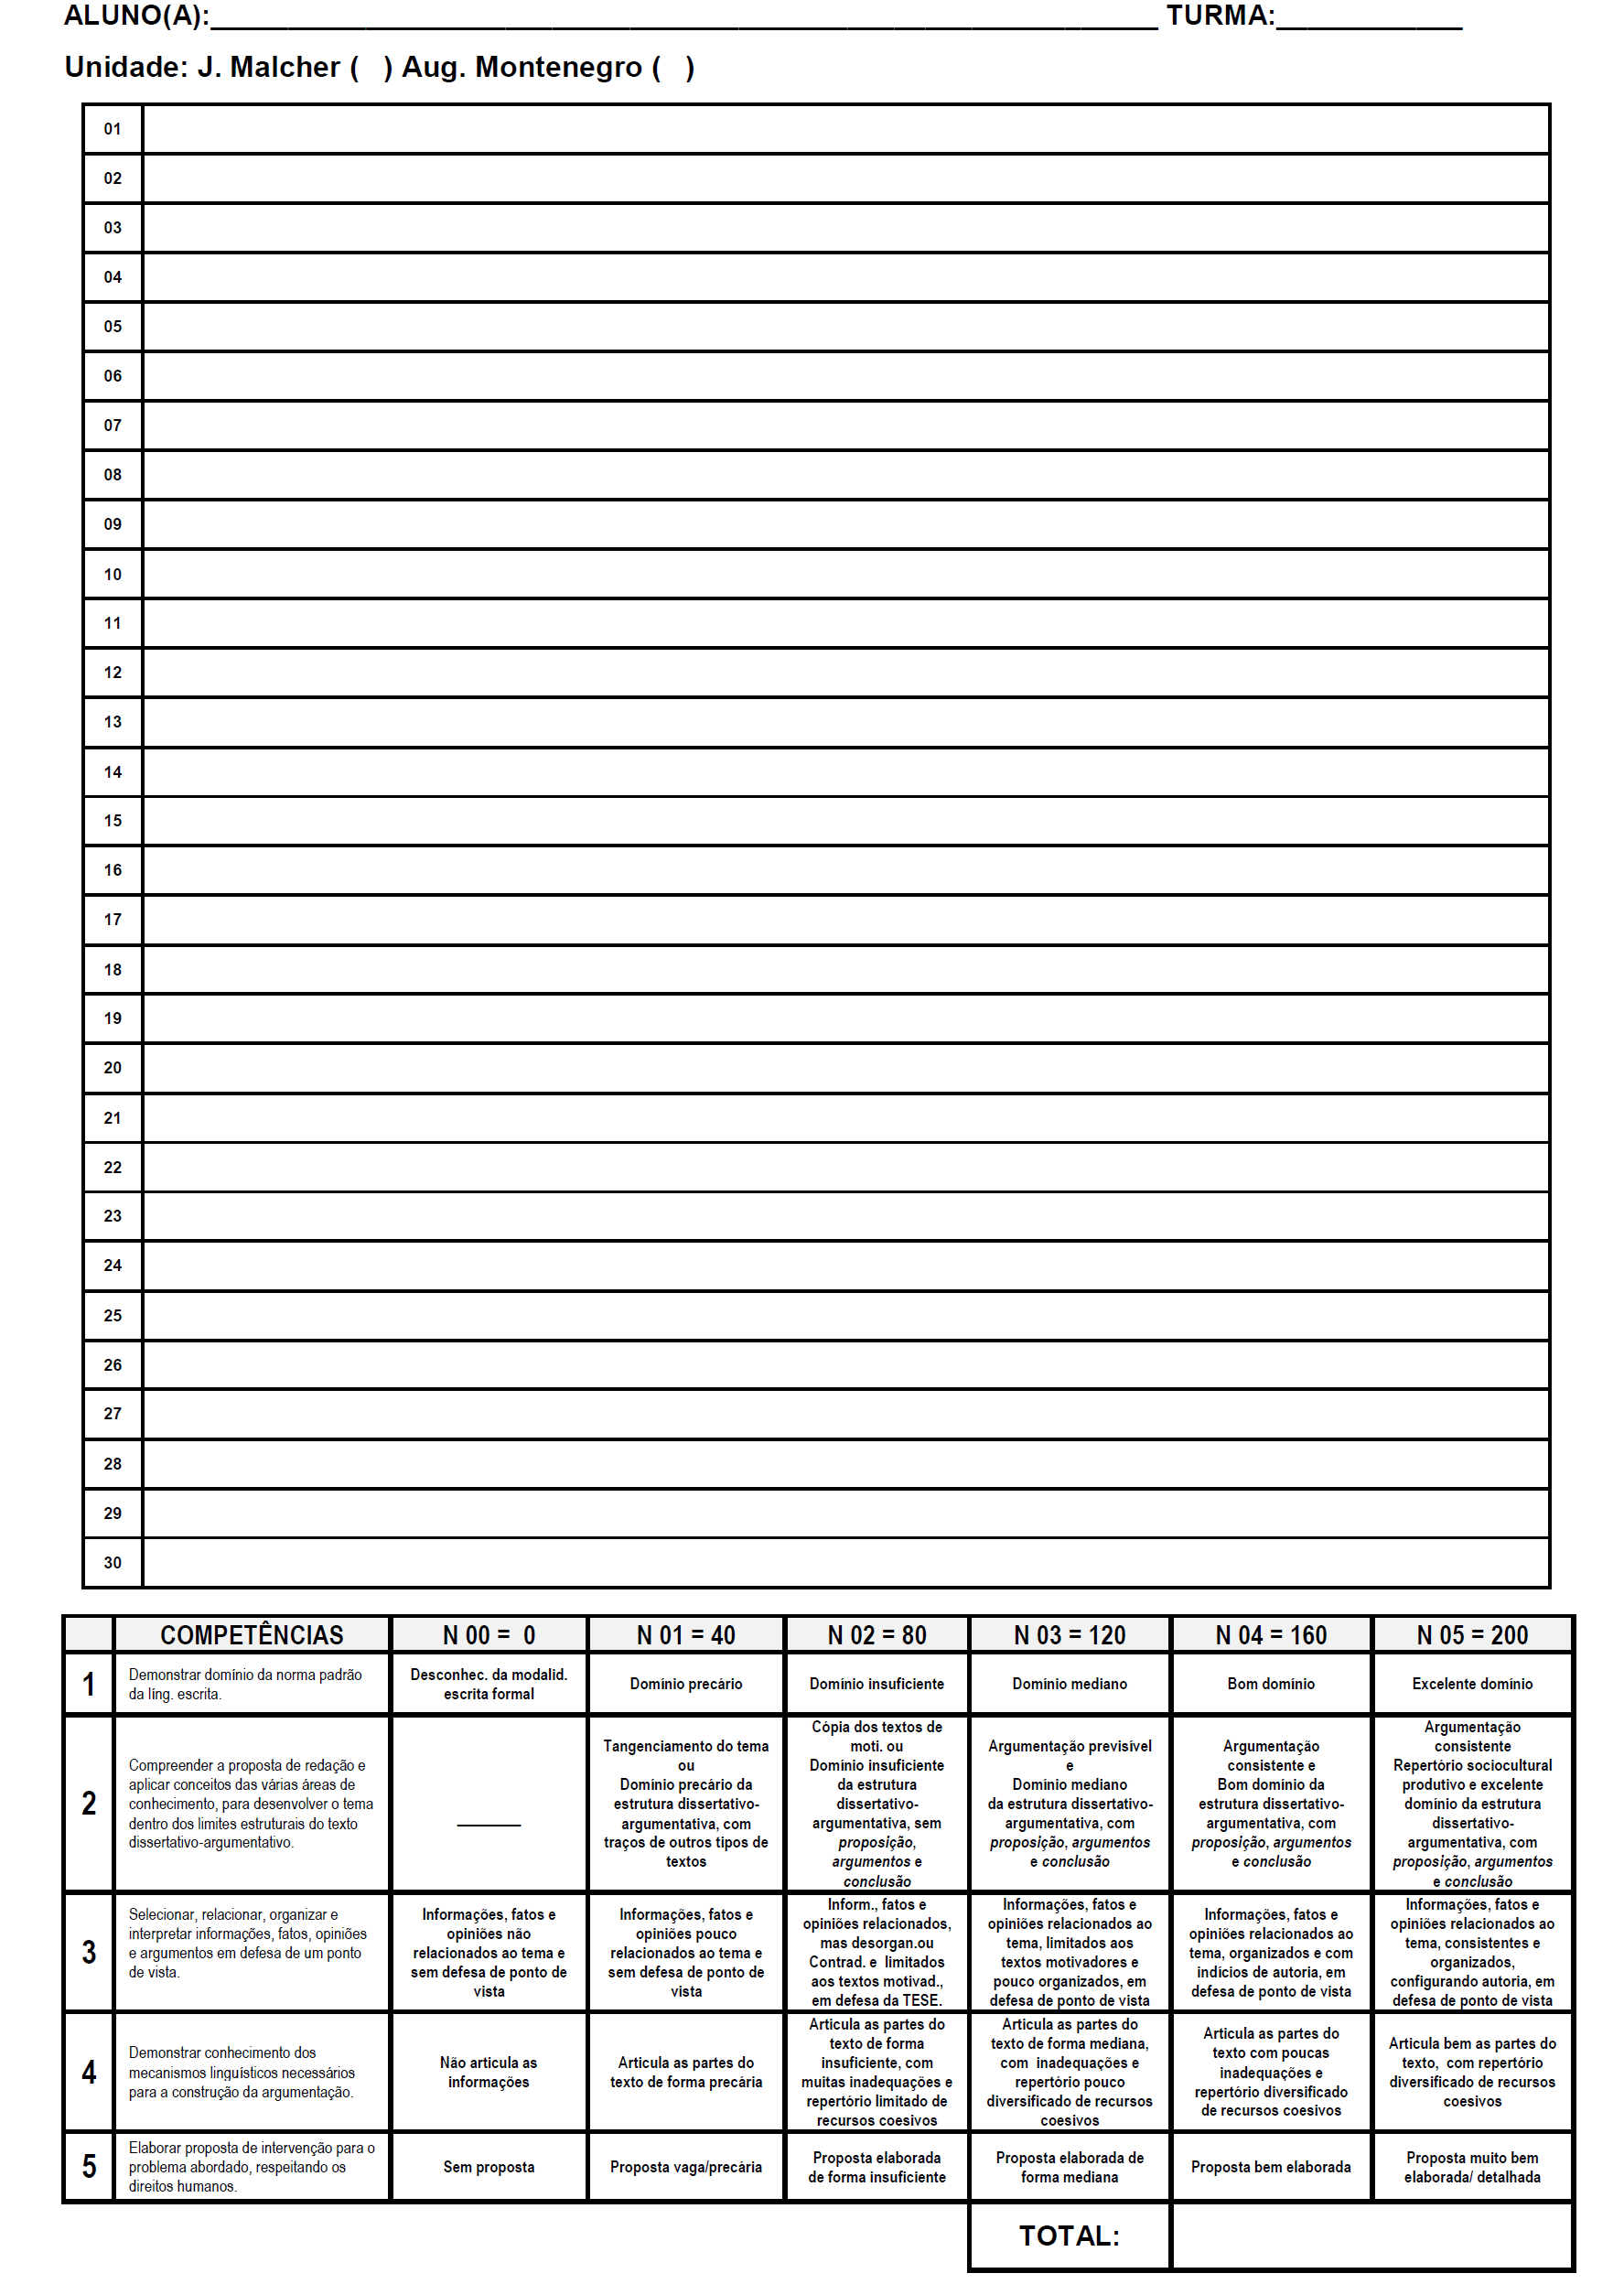 ALUNO(A):_____________________________________________________________ TURMA:____________
Unidade: J. Malcher (   ) Aug. Montenegro (   )
01
02
03
04
05
06
07
08
09
10
11
12
13
14
15
16
17
18
19
20
21
22
23
24
25
26
27
28
29
30
COMPETÊNCIAS
N 00 =  0
N 01 = 40
N 02 = 80
N 03 = 120
N 04 = 160
N 05 = 200
1
Demonstrar domínio da norma padrão
da líng. escrita.
Desconhec. da modalid.
escrita formal
Domínio precário
Domínio insuficiente
Domínio mediano
Bom domínio
Excelente domínio
2
Compreender a proposta de redação e
aplicar conceitos das várias áreas de
conhecimento, para desenvolver o tema
dentro dos limites estruturais do texto
dissertativo-argumentativo.
________
Tangenciamento do tema
ou
Domínio precário da
estrutura dissertativo-
argumentativa, com
traços de outros tipos de
textos
Cópia dos textos de
moti. ou
Domínio insuficiente
da estrutura
dissertativo-
argumentativa, sem
proposição,
argumentos e
conclusão
Argumentação previsível
e
Domínio mediano
da estrutura dissertativo-
argumentativa, com
proposição, argumentos
e conclusão
Argumentação
consistente e
Bom domínio da
estrutura dissertativo-
argumentativa, com
proposição, argumentos
e conclusão
Argumentação
consistente
Repertório sociocultural
produtivo e excelente
domínio da estrutura
dissertativo-
argumentativa, com
proposição, argumentos
e conclusão
3
Selecionar, relacionar, organizar e
interpretar informações, fatos, opiniões
e argumentos em defesa de um ponto
de vista.
Informações, fatos e
opiniões não
relacionados ao tema e
sem defesa de ponto de
vista
Informações, fatos e
opiniões pouco
relacionados ao tema e
sem defesa de ponto de
vista
Inform., fatos e
opiniões relacionados,
mas desorgan.ou
Contrad. e  limitados
aos textos motivad.,
em defesa da TESE.
Informações, fatos e
opiniões relacionados ao
tema, limitados aos
textos motivadores e
pouco organizados, em
defesa de ponto de vista
Informações, fatos e
opiniões relacionados ao
tema, organizados e com
indícios de autoria, em
defesa de ponto de vista
Informações, fatos e
opiniões relacionados ao
tema, consistentes e
organizados,
configurando autoria, em
defesa de ponto de vista
4
Demonstrar conhecimento dos
mecanismos linguísticos necessários
para a construção da argumentação.
Não articula as
informações
Articula as partes do
texto de forma precária
Articula as partes do
texto de forma
insuficiente, com
muitas inadequações e
repertório limitado de
recursos coesivos
Articula as partes do
texto de forma mediana,
com  inadequações e
repertório pouco
diversificado de recursos
coesivos
Articula as partes do
texto com poucas
inadequações e
repertório diversificado
de recursos coesivos
Articula bem as partes do
texto,  com repertório
diversificado de recursos
coesivos
5
Elaborar proposta de intervenção para o
problema abordado, respeitando os
direitos humanos.
Sem proposta
Proposta vaga/precária
Proposta elaborada
de forma insuficiente
Proposta elaborada de
forma mediana
Proposta bem elaborada
Proposta muito bem
elaborada/ detalhada
TOTAL: